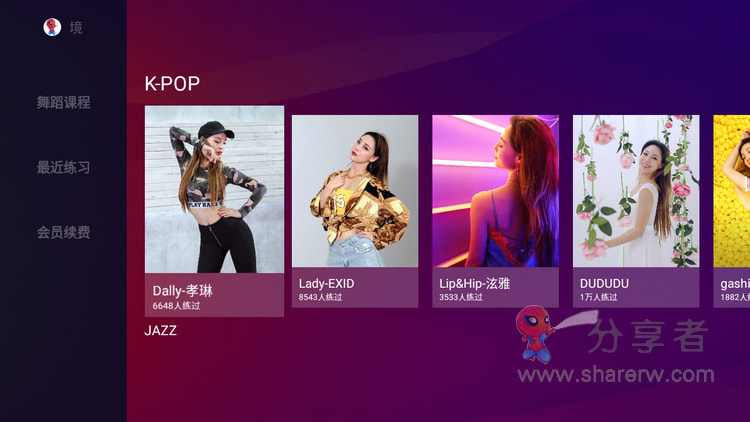 境
舞蹈课程
最近练习
会员续费
K-POP
Dally-孝琳
6648人练过
Lady-EXID
8543人练过
Lip&Hip-泫雅
3533人练过
DUDUDU
1万人练过
gashi
1882人
JAZZ
分享者
www.sharerw.com